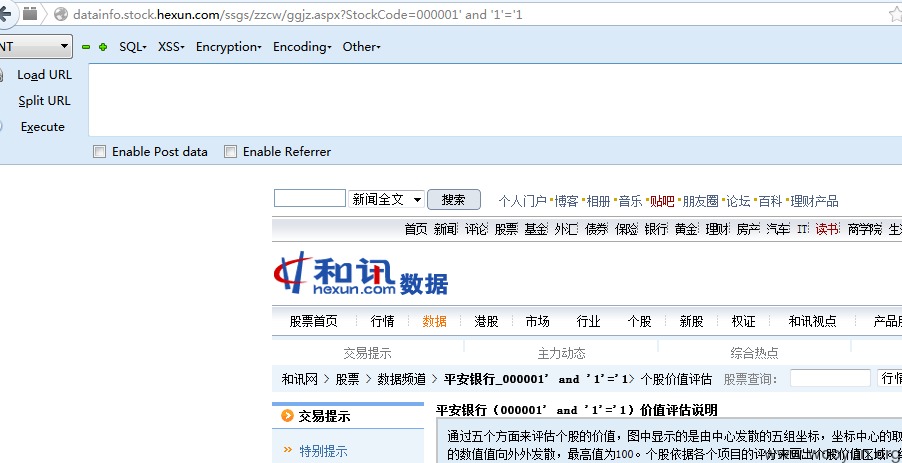 datainfo.stock.hexun.com/ssgs/zzcw/ggjz.aspx?StockCode=000001' and '1'='1
NT SQL▾ XSS▾ Encryption▾ Encoding▾ Other▾
Load URL
Split URL
Execute
Enable Post data Enable Referrer
新闻全文 搜索 个人门户 博客 相册 音乐 贴吧 朋友圈 论坛 百科 理财产品
首页 新闻 评论 股票 基金 外汇 债券 保险 银行 黄金 理财 房产 汽车 IT 读书 商学院 生
和讯数据
hexun.com
股票首页 行情 数据 港股 市场 行业 个股 新股 权证 和讯视点 产品
交易提示 主力动态 综合热点
和讯网 > 股票 > 数据频道 > 平安银行_000001' and '1'='1> 个股价值评估 股票查询: 行情
交易提示
平安银行（000001' and '1'='1）价值评估说明
特别提示
通过五个方面来评估个股的价值，图中显示的是由中心发散的五组坐标，坐标中心的取
的数值向外发散，最高值为100。个股依据各个项目的评分来画出个股价值区域。